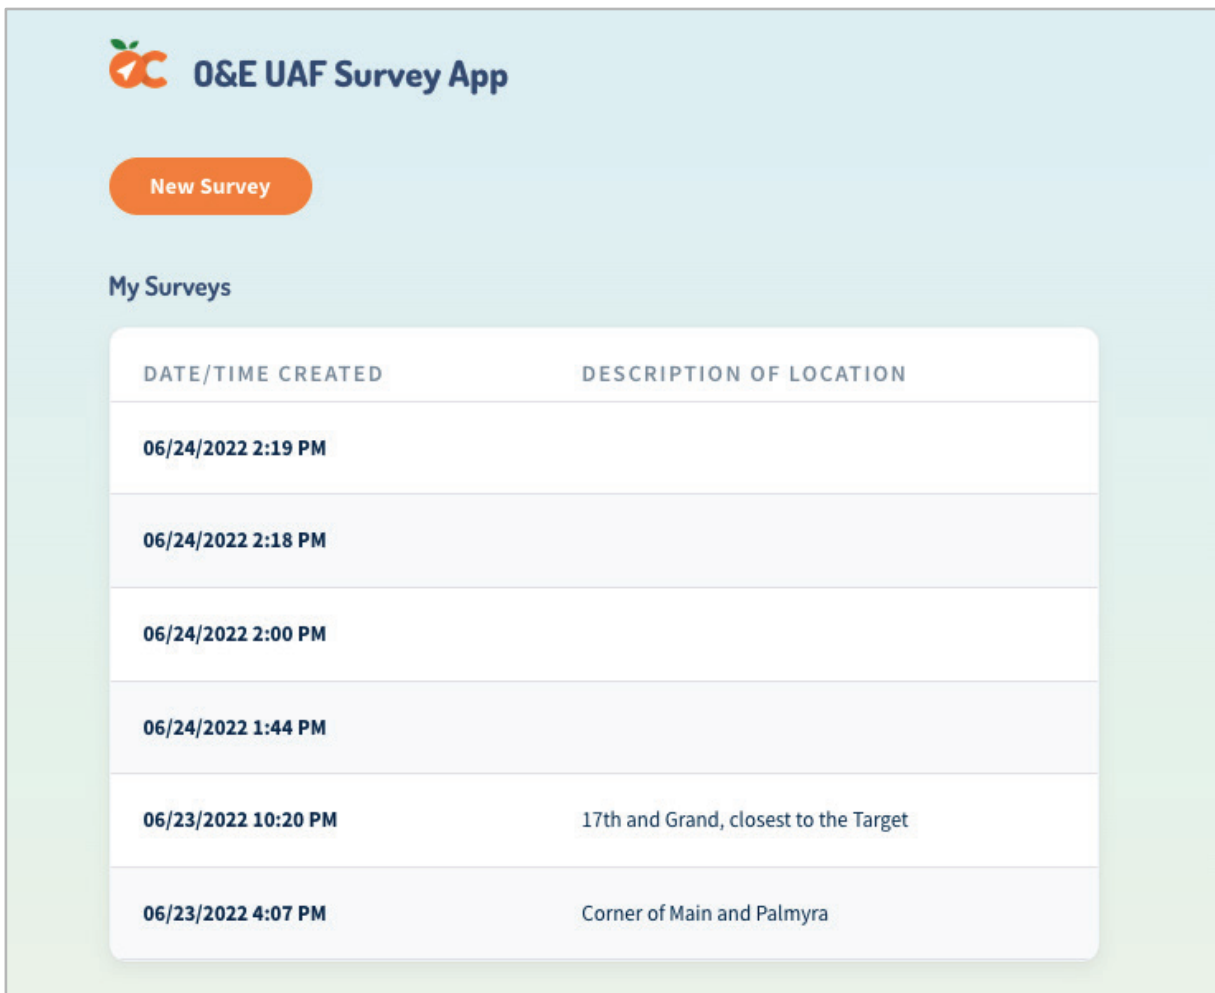 O&E UAF Survey App
New Survey
My Surveys
DATE/TIME CREATED DESCRIPTION OF LOCATION
06/24/2022 2:19 PM
06/24/2022 2:18 PM
06/24/2022 2:00 PM
06/24/2022 1:44 PM
06/23/2022 10:20 PM 17th and Grand, closest to the Target
06/23/2022 4:07 PM Corner of Main and Palmyra